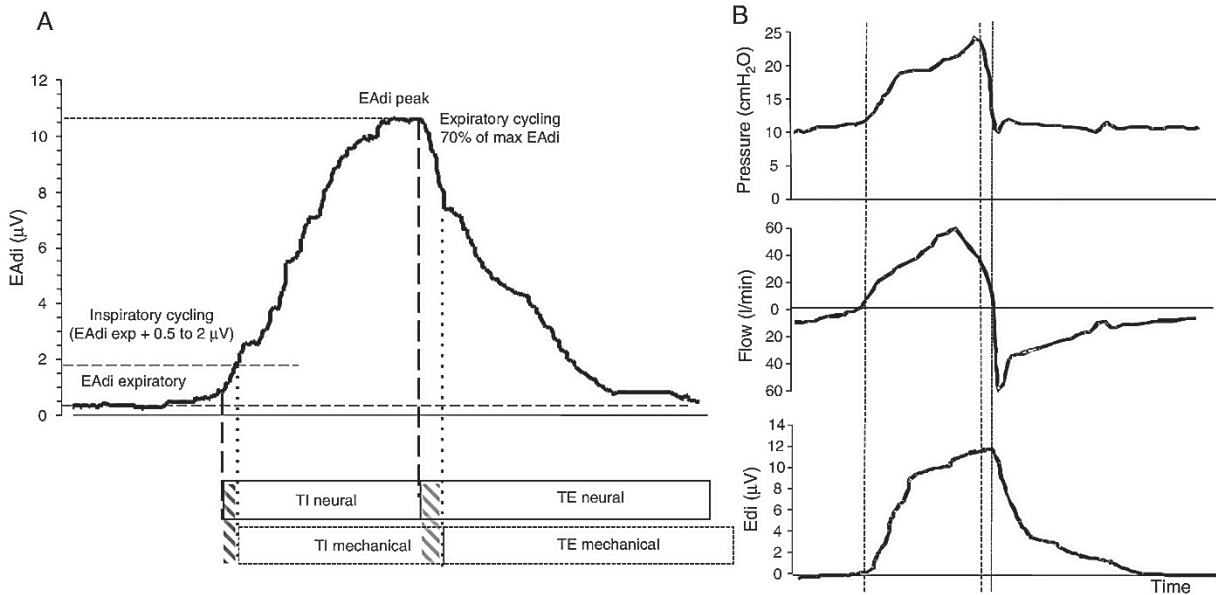 A
12
10
8
6
4
2
0
EAdi (µV)
EAdi peak
Expiratory cycling
70% of max EAdi
Inspiratory cycling
(EAdi exp + 0.5 to 2 µV)
EAdi expiratory
TI neural
TE neural
TI mechanical
TE mechanical
B
25
20
15
10
5
0
Pressure (cmH₂O)
60
40
20
0
20
40
60
Flow (l/min)
14
12
10
8
6
4
2
0
Edi (µV)
Time